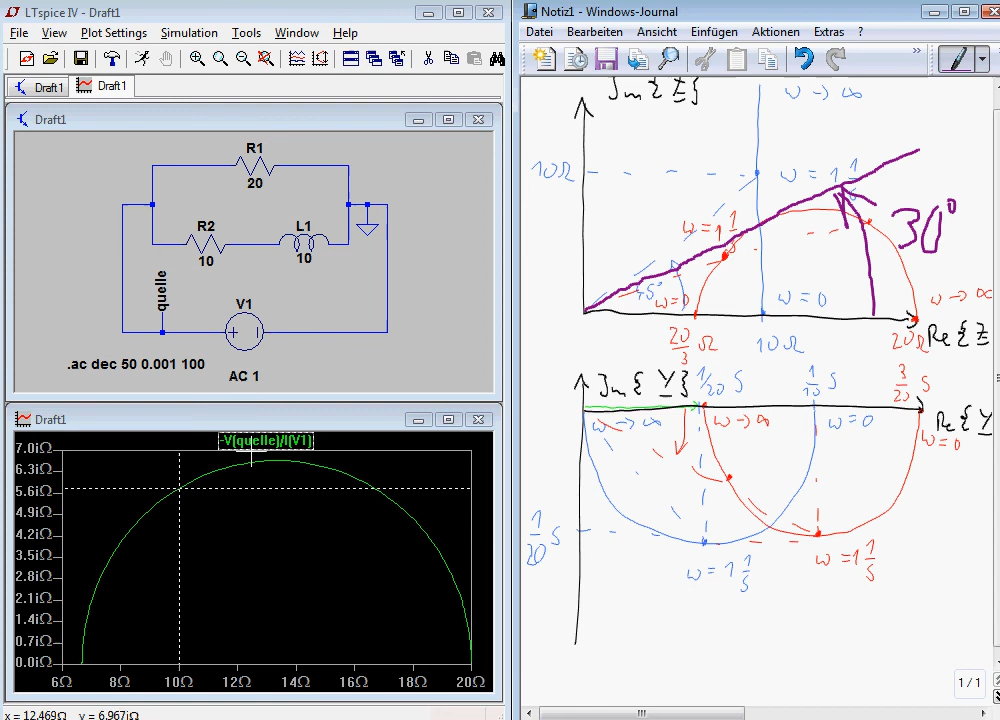 LTspice IV - Draft1
File View Plot Settings Simulation Tools Window Help
Draft1 Draft1
Draft1
R1
20
R2
10
L1
10
quelle
V1
.ac dec 50 0.001 100
AC 1
Draft1
-V(quelle)/I(V1)
7.0iΩ
6.3iΩ
5.6iΩ
4.9iΩ
4.2iΩ
3.5iΩ
2.8iΩ
2.1iΩ
1.4iΩ
0.7iΩ
0.0iΩ
6Ω 8Ω 10Ω 12Ω 14Ω 16Ω 18Ω 20Ω
x = 12.469Ω y = 6.967iΩ
Notiz1 - Windows-Journal
Datei Bearbeiten Ansicht Einfügen Aktionen Extras ?
Im{Z} ω → ∞
10Ω ω = 1 1/s
ω = 1 1/s 30°
45° ω=0 ω = 0 ω → ∞
20/3 Ω 10Ω 20Ω Re{Z
Im{Y} 1/20 S 1/10 S 3/20 S
ω → ∞ ω → ∞ ω = 0 Re{Y
ω=0
1/20 S
ω = 1 1/s ω = 1 1/s
1 / 1